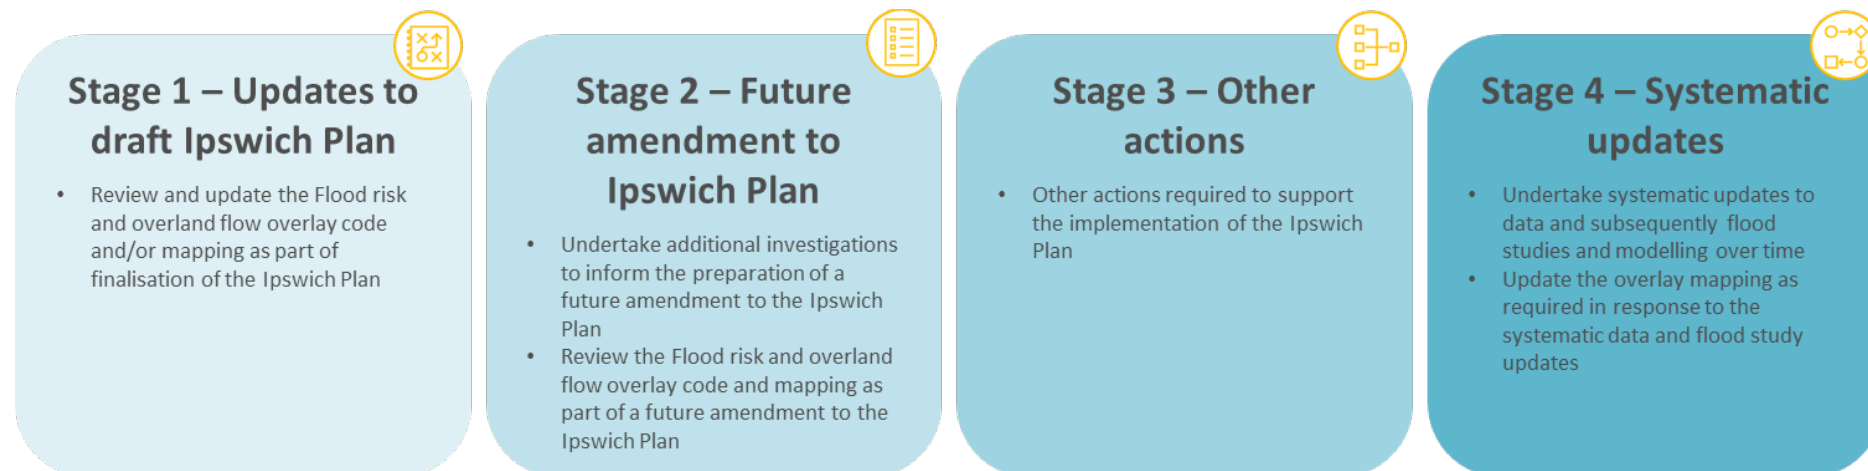 Stage 1 – Updates to
draft Ipswich Plan
• Review and update the Flood risk
and overland flow overlay code
and/or mapping as part of
finalisation of the Ipswich Plan
Stage 2 – Future
amendment to
Ipswich Plan
• Undertake additional investigations
to inform the preparation of a
future amendment to the Ipswich
Plan
• Review the Flood risk and overland
flow overlay code and mapping as
part of a future amendment to the
Ipswich Plan
Stage 3 – Other
actions
• Other actions required to support
the implementation of the Ipswich
Plan
Stage 4 – Systematic
updates
• Undertake systematic updates to
data and subsequently flood
studies and modelling over time
• Update the overlay mapping as
required in response to the
systematic data and flood study
updates